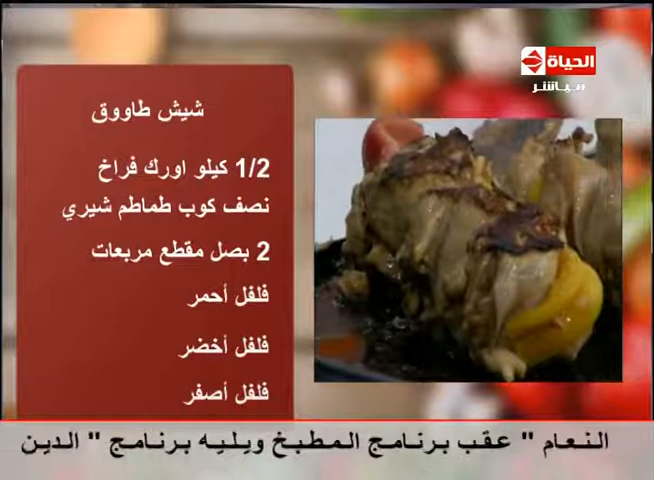 الحياة
مباشر
شيش طاووق
1/2 كيلو اورك فراخ
نصف كوب طماطم شيري
2 بصل مقطع مربعات
فلفل أحمر
فلفل أخضر
فلفل أصفر
النعام " عقب برنامج المطبخ ويليه برنامج " الدين